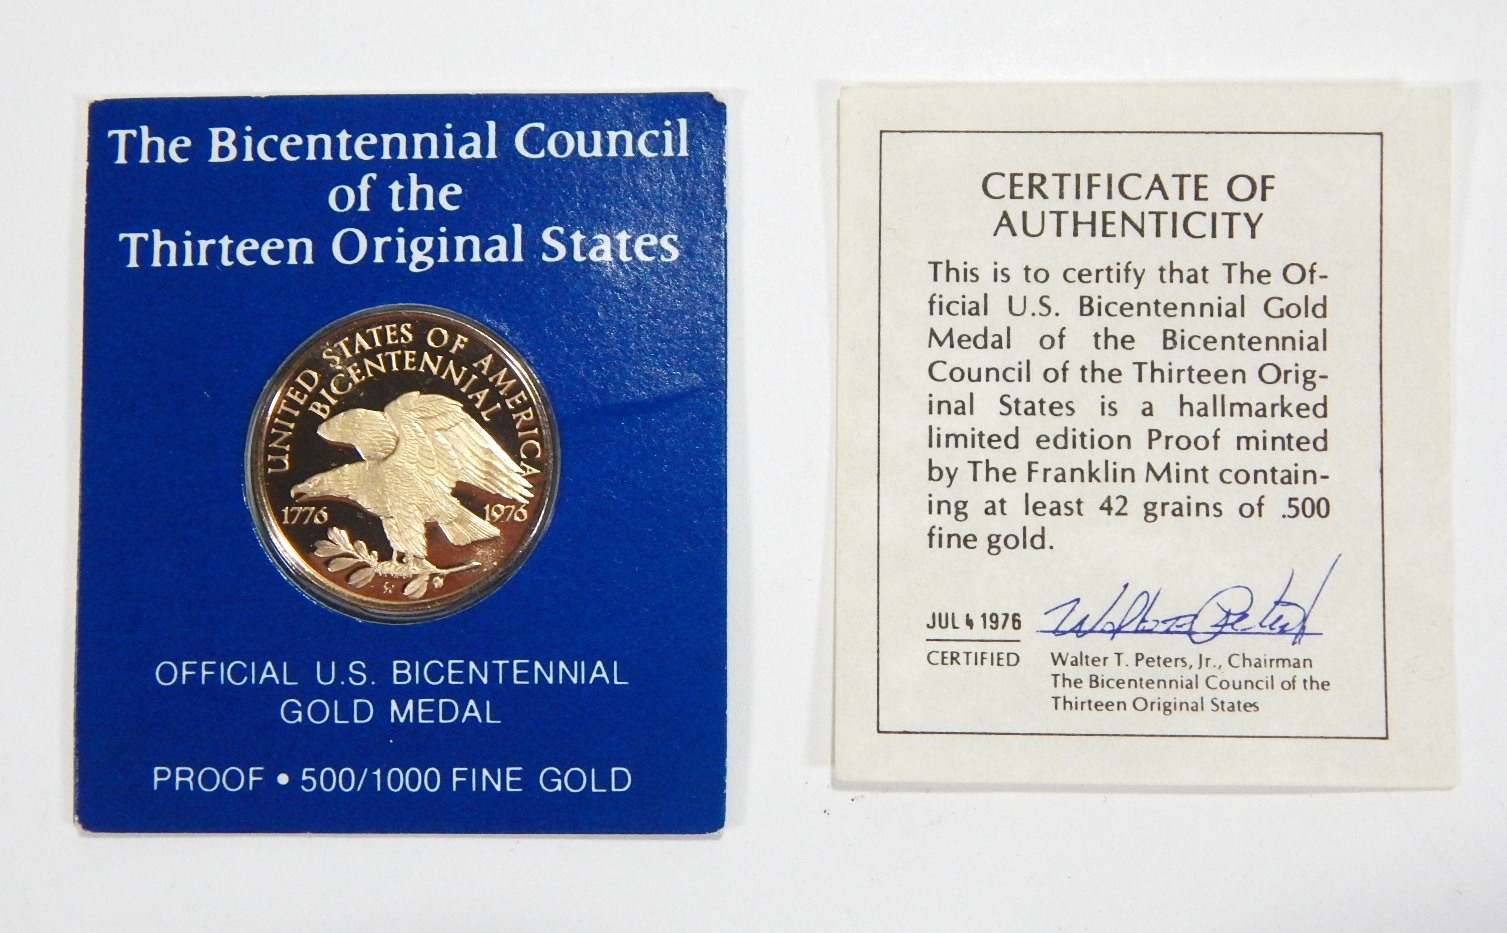 The Bicentennial Council
of the
Thirteen Original States
UNITED STATES OF AMERICA
BICENTENNIAL
1776
1976
OFFICIAL U.S. BICENTENNIAL
GOLD MEDAL
PROOF • 500/1000 FINE GOLD
CERTIFICATE OF
AUTHENTICITY
This is to certify that The Of-
ficial U.S. Bicentennial Gold
Medal of the Bicentennial
Council of the Thirteen Orig-
inal States is a hallmarked
limited edition Proof minted
by The Franklin Mint contain-
ing at least 42 grains of .500
fine gold.
JUL 4 1976
CERTIFIED
Walter T. Peters, Jr., Chairman
The Bicentennial Council of the
Thirteen Original States